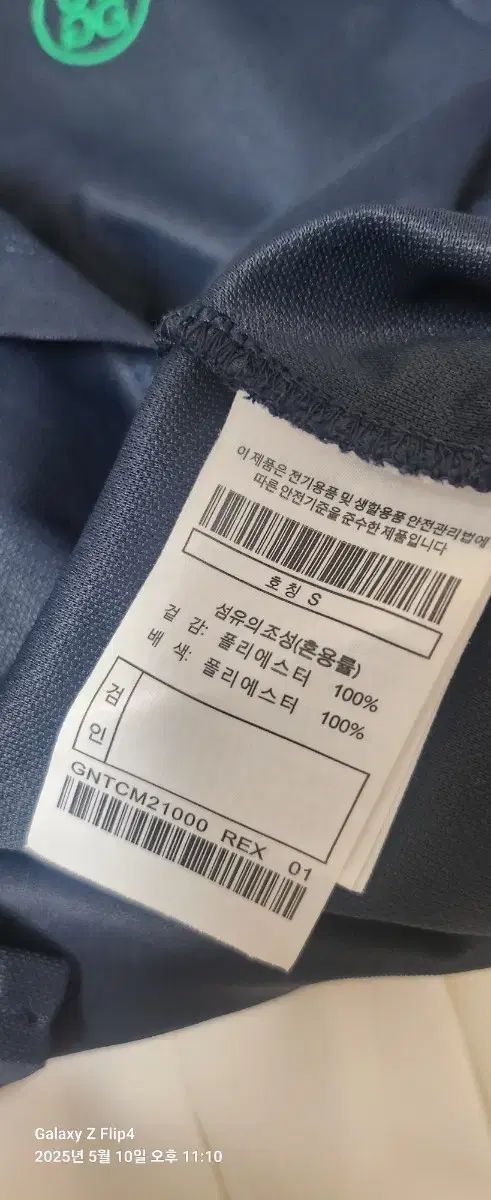 DG
이 제품은 전기용품 및 생활용품 안전관리법에
따른 안전기준을 준수한 제품입니다
호칭 S
섬유의조성(혼용률)
겉 감: 폴리에스터 100%
배 색: 폴리에스터 100%
검
인
GNTCM21000 REX 01
Galaxy Z Flip4
2025년 5월 10일 오후 11:10